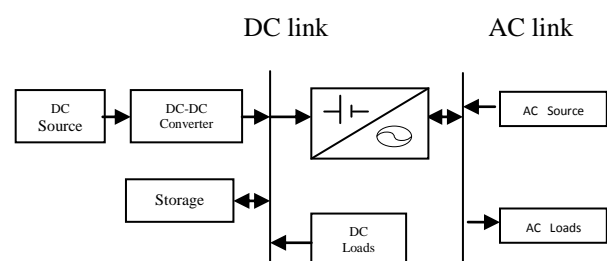 DC link
AC link
DC
Source
DC-DC
Converter
AC Source
Storage
DC
Loads
AC Loads